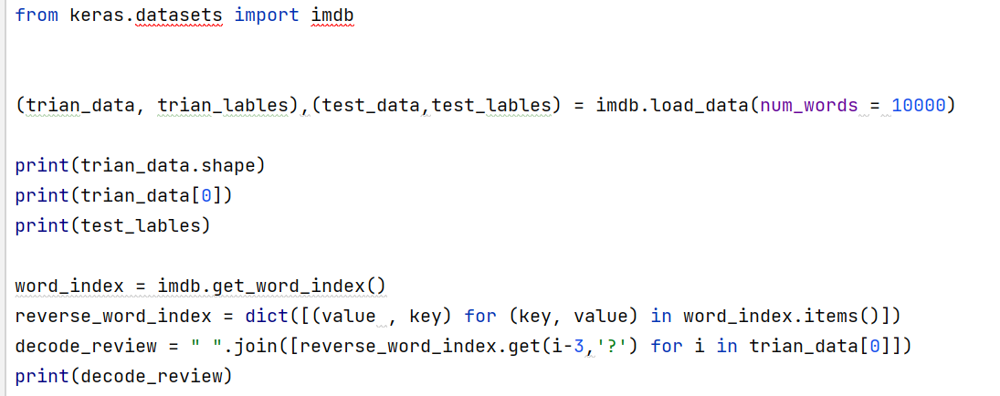 from keras.datasets import imdb
(trian_data, trian_lables),(test_data,test_lables) = imdb.load_data(num_words = 10000)
print(trian_data.shape)
print(trian_data[0])
print(test_lables)
word_index = imdb.get_word_index()
reverse_word_index = dict([(value , key) for (key, value) in word_index.items()])
decode_review = " ".join([reverse_word_index.get(i-3,'?') for i in trian_data[0]])
print(decode_review)